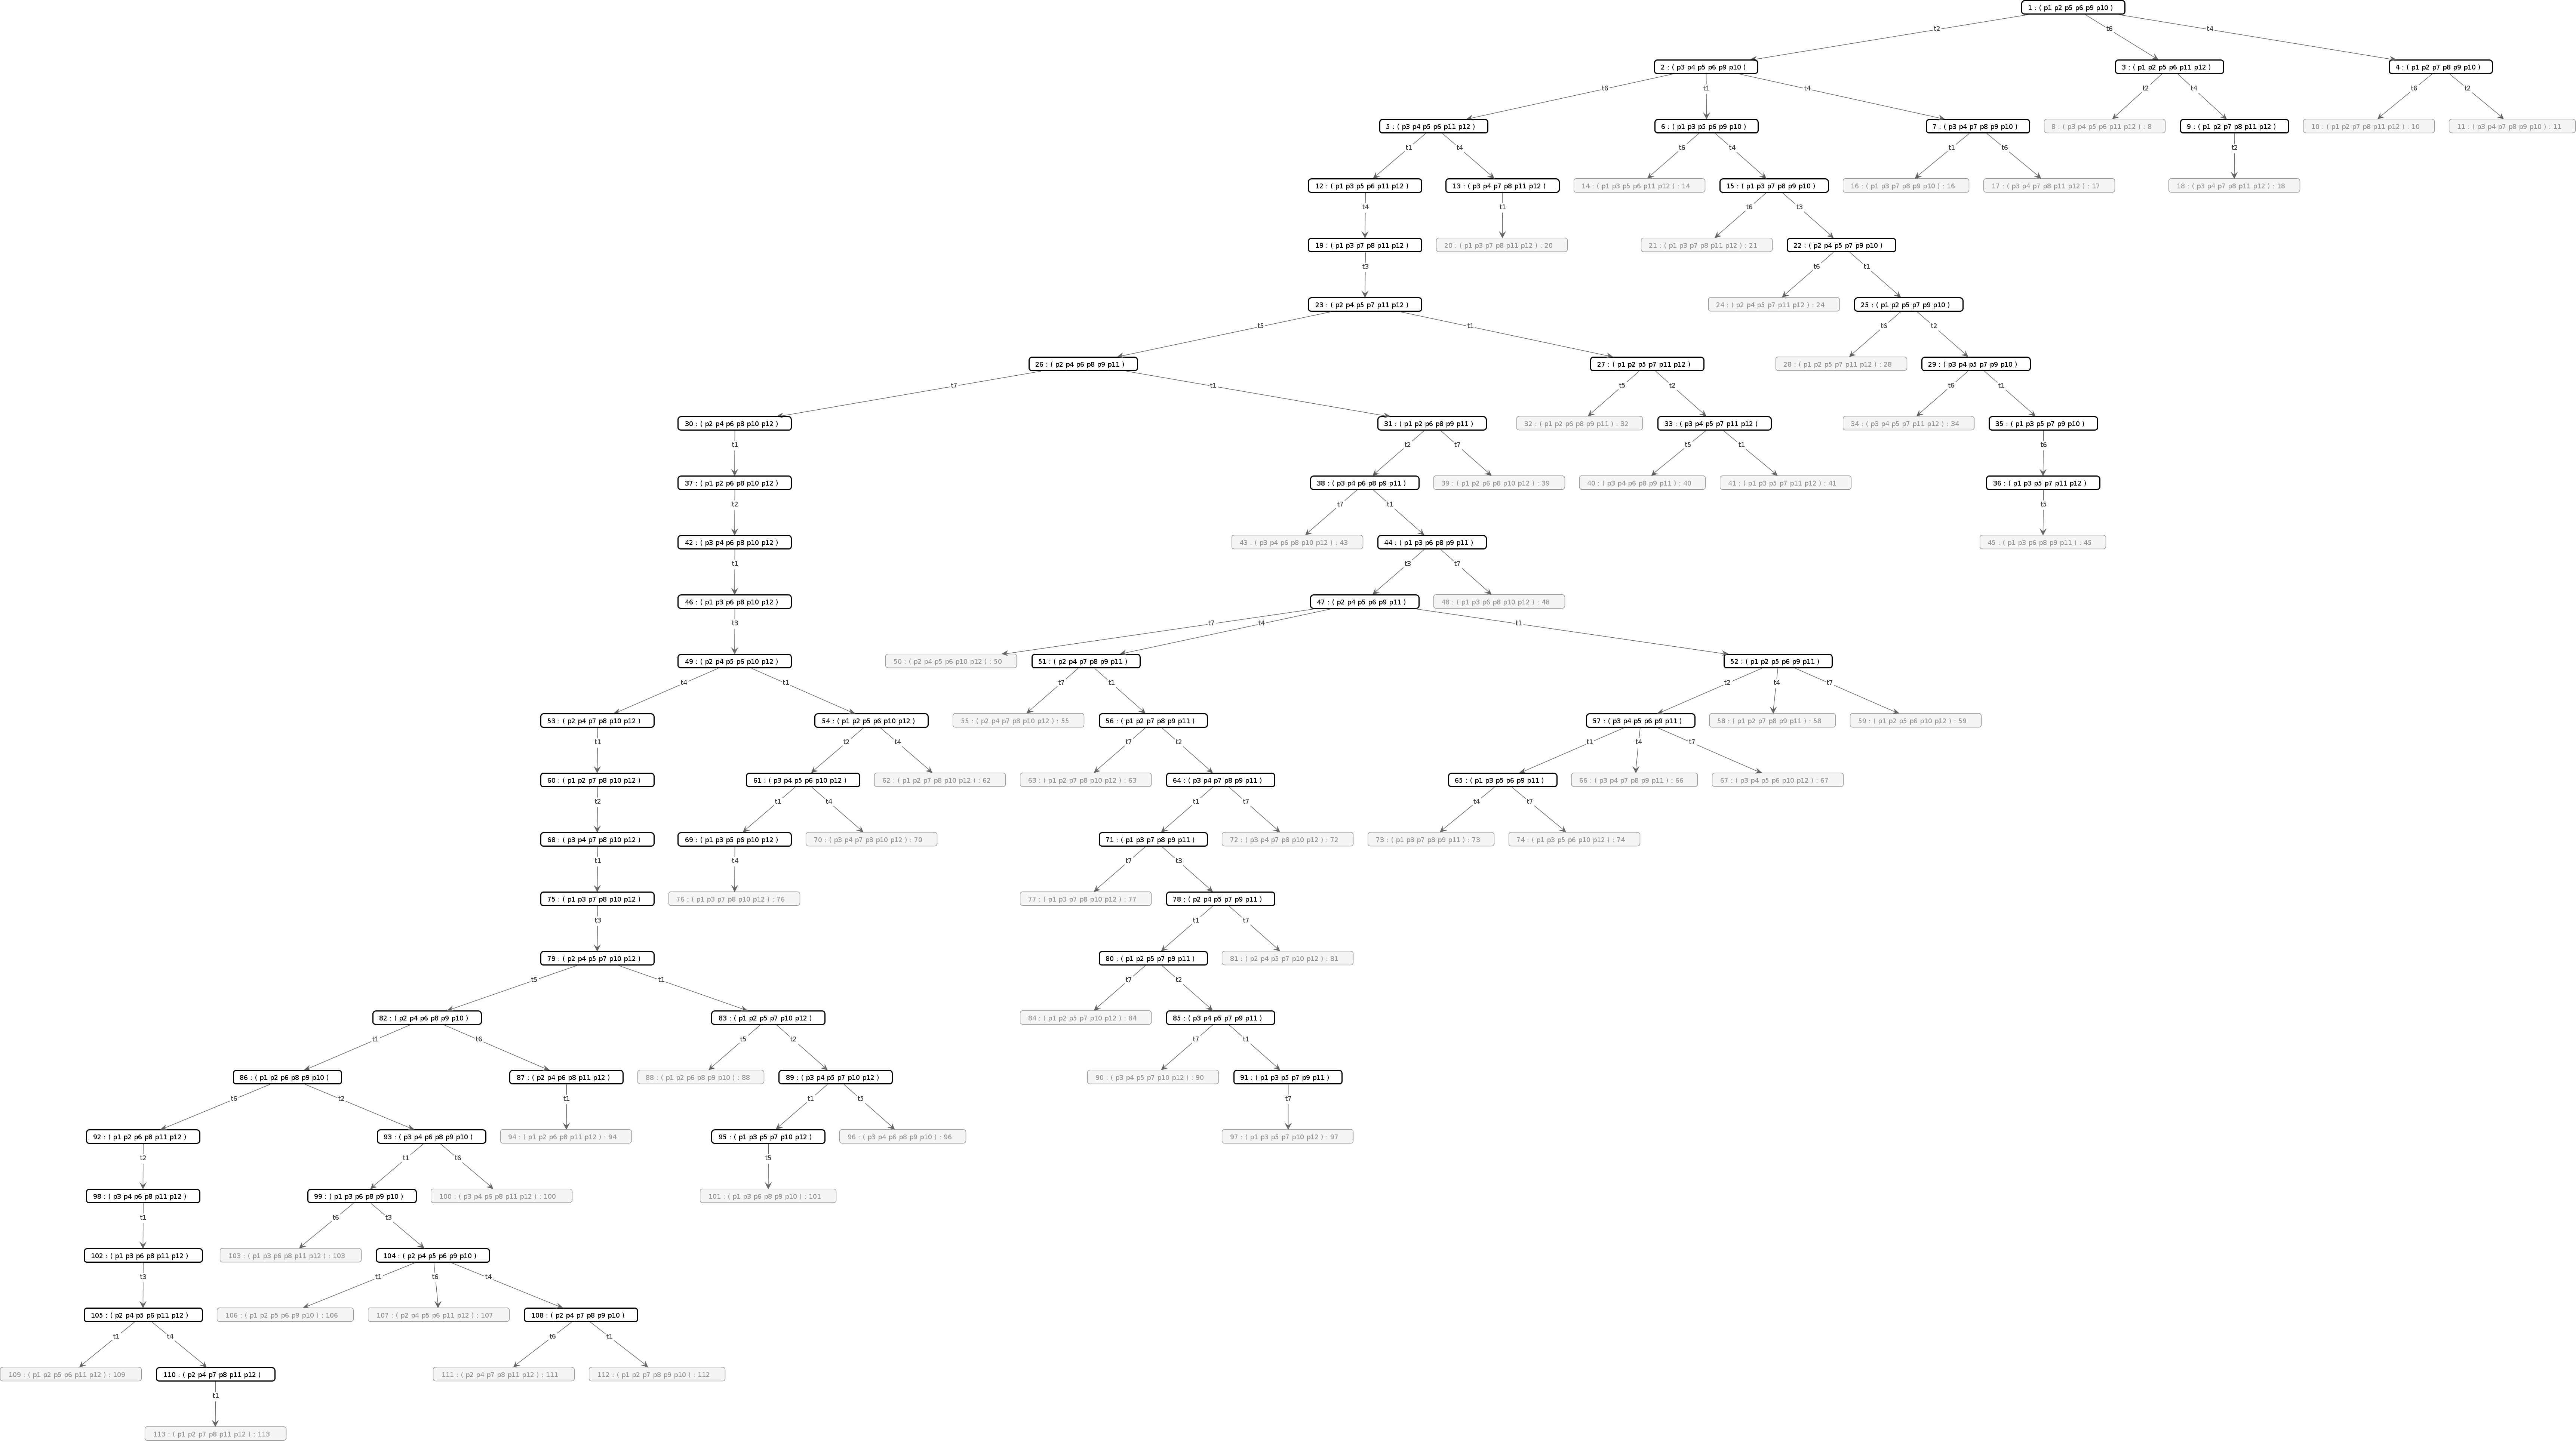 1 : ( p1 p2 p5 p6 p9 p10 )
t2 t6 t4
2 : ( p3 p4 p5 p6 p9 p10 ) 3 : ( p1 p2 p5 p6 p11 p12 ) 4 : ( p1 p2 p7 p8 p9 p10 )
t6 t1 t4 t2 t4 t6 t2
5 : ( p3 p4 p5 p6 p11 p12 ) 6 : ( p1 p3 p5 p6 p9 p10 ) 7 : ( p3 p4 p7 p8 p9 p10 ) 8 : ( p3 p4 p5 p6 p11 p12 ) : 8 9 : ( p1 p2 p7 p8 p11 p12 ) 10 : ( p1 p2 p7 p8 p11 p12 ) : 10 11 : ( p3 p4 p7 p8 p9 p10 ) : 11
t1 t4 t6 t4 t1 t6 t2
12 : ( p1 p3 p5 p6 p11 p12 ) 13 : ( p3 p4 p7 p8 p11 p12 ) 14 : ( p1 p3 p5 p6 p11 p12 ) : 14 15 : ( p1 p3 p7 p8 p9 p10 ) 16 : ( p1 p3 p7 p8 p9 p10 ) : 16 17 : ( p3 p4 p7 p8 p11 p12 ) : 17 18 : ( p3 p4 p7 p8 p11 p12 ) : 18
t4 t1 t6 t3
19 : ( p1 p3 p7 p8 p11 p12 ) 20 : ( p1 p3 p7 p8 p11 p12 ) : 20 21 : ( p1 p3 p7 p8 p11 p12 ) : 21 22 : ( p2 p4 p5 p7 p9 p10 )
t3 t6 t1
23 : ( p2 p4 p5 p7 p11 p12 ) 24 : ( p2 p4 p5 p7 p11 p12 ) : 24 25 : ( p1 p2 p5 p7 p9 p10 )
t5 t1 t6 t2
26 : ( p2 p4 p6 p8 p9 p11 ) 27 : ( p1 p2 p5 p7 p11 p12 ) 28 : ( p1 p2 p5 p7 p11 p12 ) : 28 29 : ( p3 p4 p5 p7 p9 p10 )
t7 t1 t5 t2 t6 t1
30 : ( p2 p4 p6 p8 p10 p12 ) 31 : ( p1 p2 p6 p8 p9 p11 ) 32 : ( p1 p2 p6 p8 p9 p11 ) : 32 33 : ( p3 p4 p5 p7 p11 p12 ) 34 : ( p3 p4 p5 p7 p11 p12 ) : 34 35 : ( p1 p3 p5 p7 p9 p10 )
t1 t2 t7 t5 t1 t6
37 : ( p1 p2 p6 p8 p10 p12 ) 38 : ( p3 p4 p6 p8 p9 p11 ) 39 : ( p1 p2 p6 p8 p10 p12 ) : 39 40 : ( p3 p4 p6 p8 p9 p11 ) : 40 41 : ( p1 p3 p5 p7 p11 p12 ) : 41 36 : ( p1 p3 p5 p7 p11 p12 )
t2 t7 t1 t5
42 : ( p3 p4 p6 p8 p10 p12 ) 43 : ( p3 p4 p6 p8 p10 p12 ) : 43 44 : ( p1 p3 p6 p8 p9 p11 ) 45 : ( p1 p3 p6 p8 p9 p11 ) : 45
t1 t3 t7
46 : ( p1 p3 p6 p8 p10 p12 ) 47 : ( p2 p4 p5 p6 p9 p11 ) 48 : ( p1 p3 p6 p8 p10 p12 ) : 48
t3 t7 t4 t1
49 : ( p2 p4 p5 p6 p10 p12 ) 50 : ( p2 p4 p5 p6 p10 p12 ) : 50 51 : ( p2 p4 p7 p8 p9 p11 ) 52 : ( p1 p2 p5 p6 p9 p11 )
t4 t1 t7 t1 t2 t4 t7
53 : ( p2 p4 p7 p8 p10 p12 ) 54 : ( p1 p2 p5 p6 p10 p12 ) 55 : ( p2 p4 p7 p8 p10 p12 ) : 55 56 : ( p1 p2 p7 p8 p9 p11 ) 57 : ( p3 p4 p5 p6 p9 p11 ) 58 : ( p1 p2 p7 p8 p9 p11 ) : 58 59 : ( p1 p2 p5 p6 p10 p12 ) : 59
t1 t2 t4 t7 t2 t1 t4 t7
60 : ( p1 p2 p7 p8 p10 p12 ) 61 : ( p3 p4 p5 p6 p10 p12 ) 62 : ( p1 p2 p7 p8 p10 p12 ) : 62 63 : ( p1 p2 p7 p8 p10 p12 ) : 63 64 : ( p3 p4 p7 p8 p9 p11 ) 65 : ( p1 p3 p5 p6 p9 p11 ) 66 : ( p3 p4 p7 p8 p9 p11 ) : 66 67 : ( p3 p4 p5 p6 p10 p12 ) : 67
t2 t1 t4 t1 t7 t4 t7
68 : ( p3 p4 p7 p8 p10 p12 ) 69 : ( p1 p3 p5 p6 p10 p12 ) 70 : ( p3 p4 p7 p8 p10 p12 ) : 70 71 : ( p1 p3 p7 p8 p9 p11 ) 72 : ( p3 p4 p7 p8 p10 p12 ) : 72 73 : ( p1 p3 p7 p8 p9 p11 ) : 73 74 : ( p1 p3 p5 p6 p10 p12 ) : 74
t1 t4 t7 t3
75 : ( p1 p3 p7 p8 p10 p12 ) 76 : ( p1 p3 p7 p8 p10 p12 ) : 76 77 : ( p1 p3 p7 p8 p10 p12 ) : 77 78 : ( p2 p4 p5 p7 p9 p11 )
t3 t1 t7
79 : ( p2 p4 p5 p7 p10 p12 ) 80 : ( p1 p2 p5 p7 p9 p11 ) 81 : ( p2 p4 p5 p7 p10 p12 ) : 81
t5 t1 t7 t2
82 : ( p2 p4 p6 p8 p9 p10 ) 83 : ( p1 p2 p5 p7 p10 p12 ) 84 : ( p1 p2 p5 p7 p10 p12 ) : 84 85 : ( p3 p4 p5 p7 p9 p11 )
t1 t6 t5 t2 t7 t1
86 : ( p1 p2 p6 p8 p9 p10 ) 87 : ( p2 p4 p6 p8 p11 p12 ) 88 : ( p1 p2 p6 p8 p9 p10 ) : 88 89 : ( p3 p4 p5 p7 p10 p12 ) 90 : ( p3 p4 p5 p7 p10 p12 ) : 90 91 : ( p1 p3 p5 p7 p9 p11 )
t6 t2 t1 t1 t5 t7
92 : ( p1 p2 p6 p8 p11 p12 ) 93 : ( p3 p4 p6 p8 p9 p10 ) 94 : ( p1 p2 p6 p8 p11 p12 ) : 94 95 : ( p1 p3 p5 p7 p10 p12 ) 96 : ( p3 p4 p6 p8 p9 p10 ) : 96 97 : ( p1 p3 p5 p7 p10 p12 ) : 97
t2 t1 t6 t5
98 : ( p3 p4 p6 p8 p11 p12 ) 99 : ( p1 p3 p6 p8 p9 p10 ) 100 : ( p3 p4 p6 p8 p11 p12 ) : 100 101 : ( p1 p3 p6 p8 p9 p10 ) : 101
t1 t6 t3
102 : ( p1 p3 p6 p8 p11 p12 ) 103 : ( p1 p3 p6 p8 p11 p12 ) : 103 104 : ( p2 p4 p5 p6 p9 p10 )
t3 t1 t6 t4
105 : ( p2 p4 p5 p6 p11 p12 ) 106 : ( p1 p2 p5 p6 p9 p10 ) : 106 107 : ( p2 p4 p5 p6 p11 p12 ) : 107 108 : ( p2 p4 p7 p8 p9 p10 )
t1 t4 t6 t1
109 : ( p1 p2 p5 p6 p11 p12 ) : 109 110 : ( p2 p4 p7 p8 p11 p12 ) 111 : ( p2 p4 p7 p8 p11 p12 ) : 111 112 : ( p1 p2 p7 p8 p9 p10 ) : 112
t1
113 : ( p1 p2 p7 p8 p11 p12 ) : 113